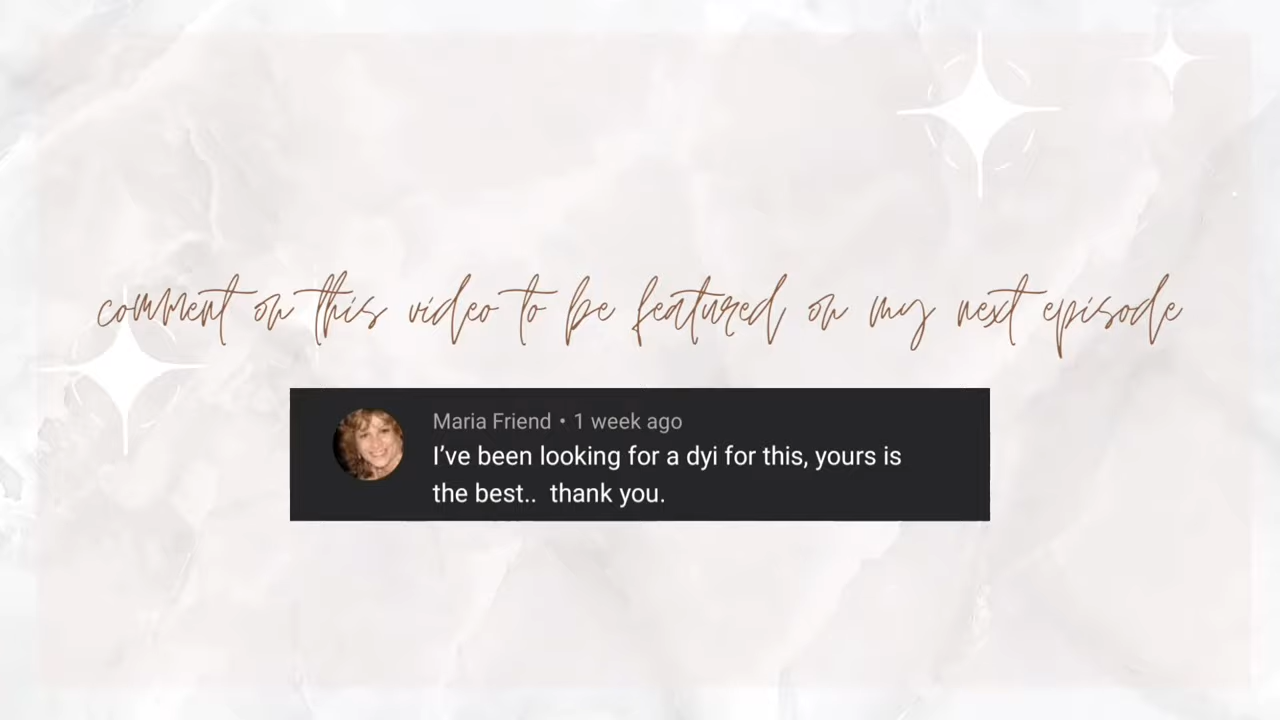 comment on this video to be featured on my next episode
Maria Friend • 1 week ago
I've been looking for a dyi for this, yours is
the best..  thank you.